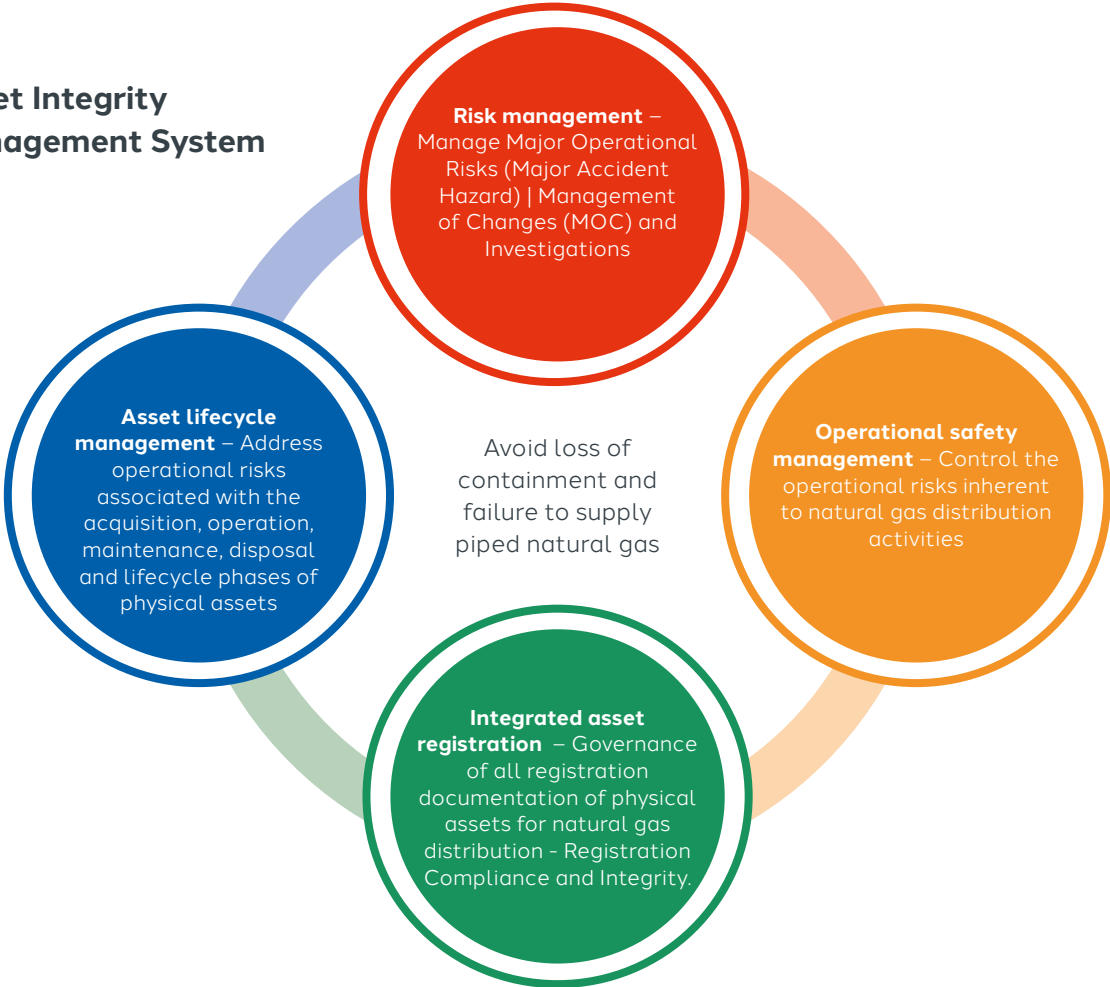 et Integrity
nagement System
Risk management –
Manage Major Operational
Risks (Major Accident
Hazard) | Management
of Changes (MOC) and
Investigations
Asset lifecycle
management – Address
operational risks
associated with the
acquisition, operation,
maintenance, disposal
and lifecycle phases of
physical assets
Avoid loss of
containment and
failure to supply
piped natural gas
Operational safety
management – Control the
operational risks inherent
to natural gas distribution
activities
Integrated asset
registration – Governance
of all registration
documentation of physical
assets for natural gas
distribution - Registration
Compliance and Integrity.